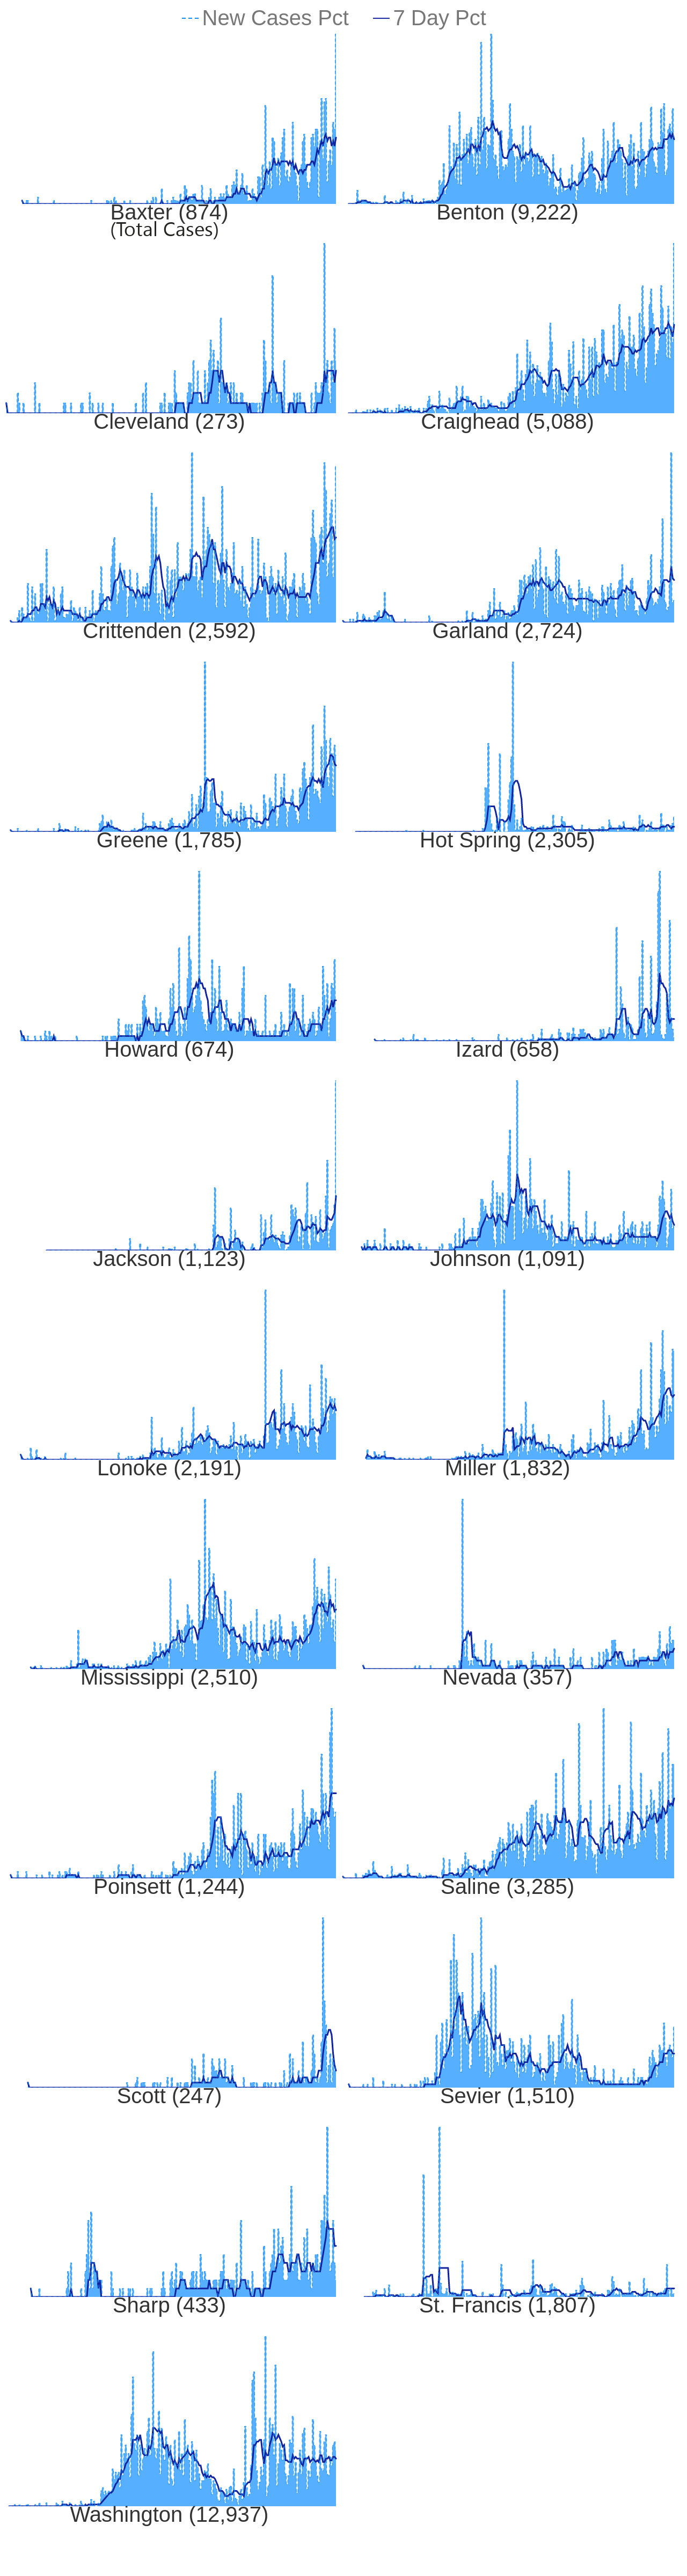 New Cases Pct 7 Day Pct
Baxter (874) Benton (9,222)
(Total Cases)
Cleveland (273) Craighead (5,088)
Crittenden (2,592) Garland (2,724)
Greene (1,785) Hot Spring (2,305)
Howard (674) Izard (658)
Jackson (1,123) Johnson (1,091)
Lonoke (2,191) Miller (1,832)
Mississippi (2,510) Nevada (357)
Poinsett (1,244) Saline (3,285)
Scott (247) Sevier (1,510)
Sharp (433) St. Francis (1,807)
Washington (12,937)